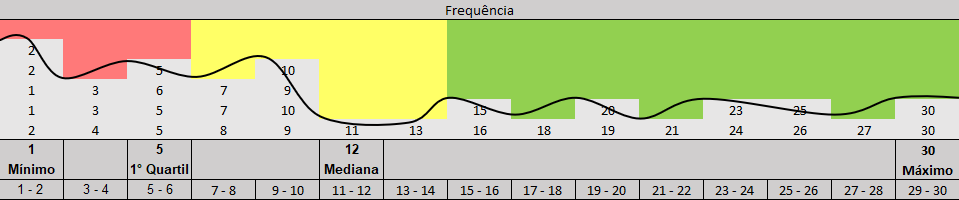 Frequência
2
2 5 10
1 3 6 7 9
1 3 5 7 10 15 20 23 25 30
2 4 5 8 9 11 13 16 18 19 21 24 26 27 30
1 5 12 30
Mínimo 1° Quartil Mediana Máximo
1 - 2 3 - 4 5 - 6 7 - 8 9 - 10 11 - 12 13 - 14 15 - 16 17 - 18 19 - 20 21 - 22 23 - 24 25 - 26 27 - 28 29 - 30